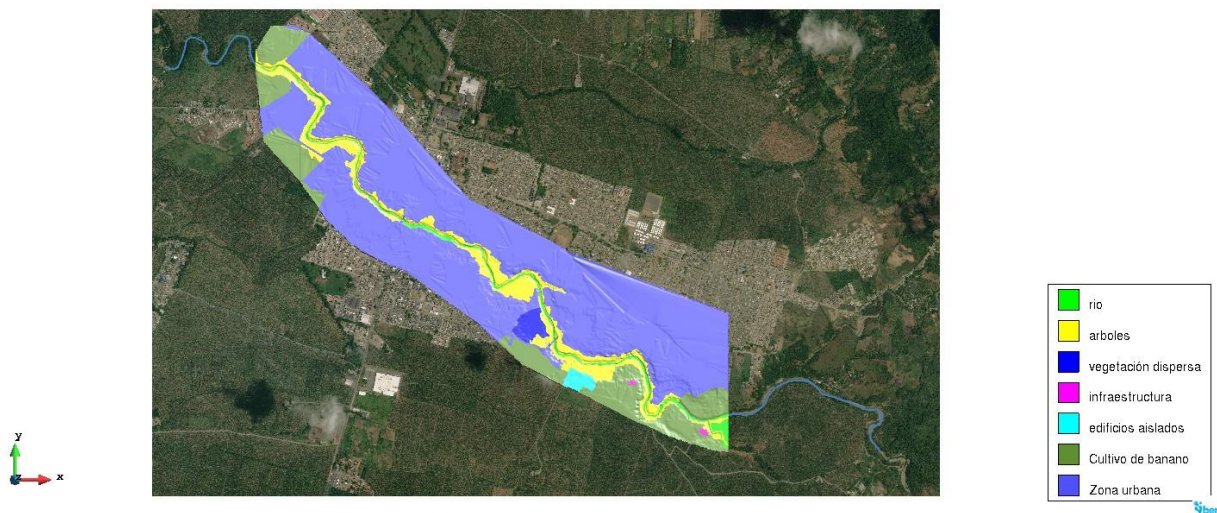 rio
arboles
vegetación dispersa
infraestructura
edificios aislados
Cultivo de banano
Zona urbana
y
x